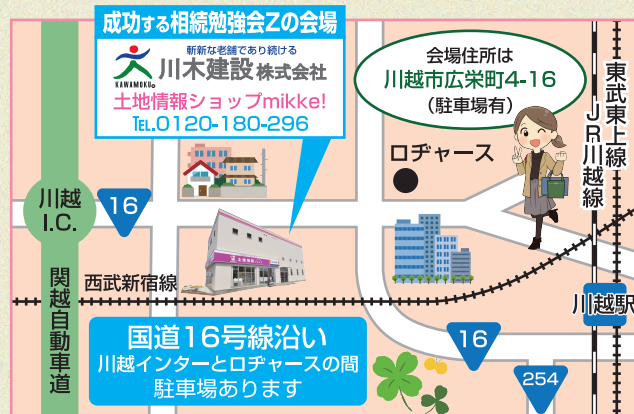 成功する相続勉強会Zの会場
斬新な老舗であり続ける
KAWAMOKU 川木建設株式会社
土地情報ショップmikke!
TEL.0120-180-296
会場住所は
川越市広栄町4-16
(駐車場有)
東武東上線
JR川越線
ロヂャース
川越
I.C.
16
関越自動車道
西武新宿線
川越駅
国道16号線沿い
川越インターとロヂャースの間
駐車場あります
16
254